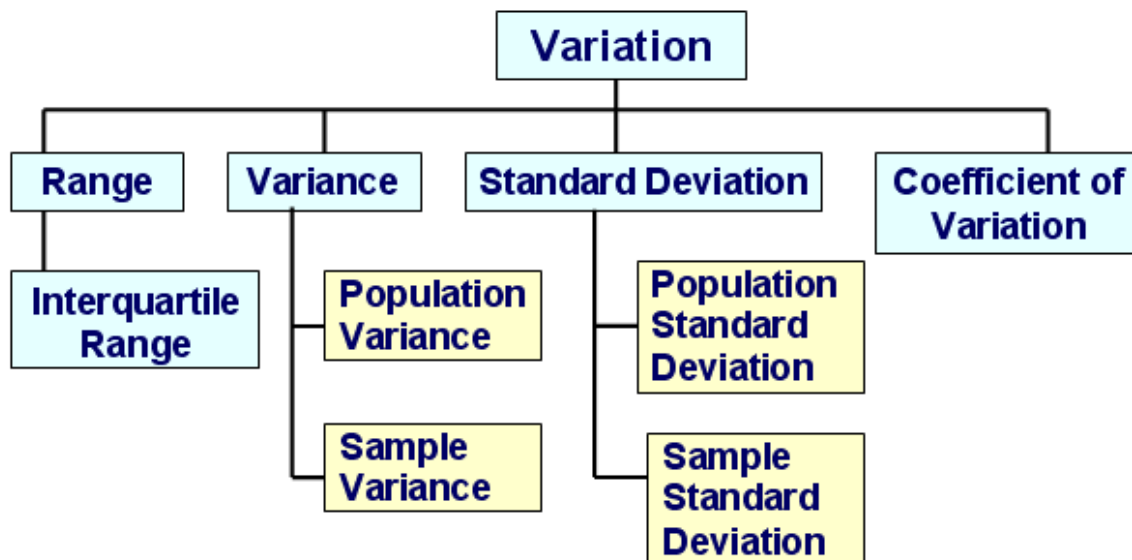 Variation
Range
Variance
Standard Deviation
Coefficient of
Variation
Interquartile
Range
Population
Variance
Population
Standard
Deviation
Sample
Variance
Sample
Standard
Deviation